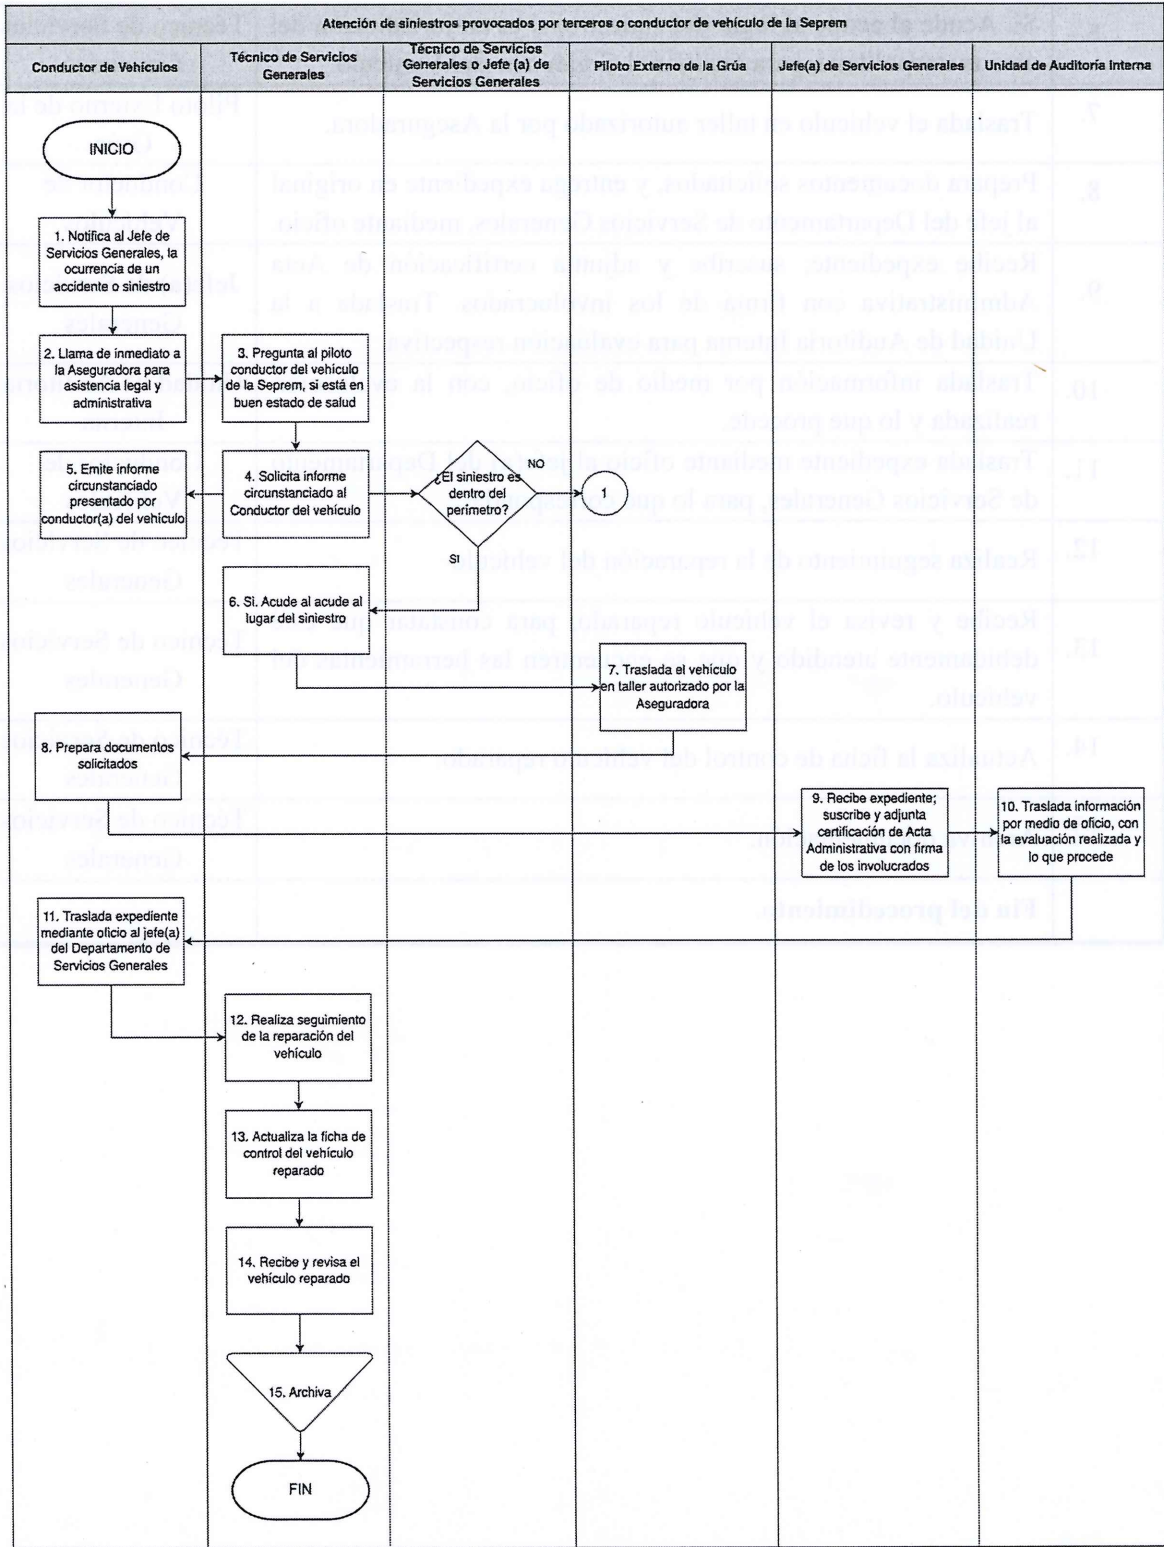 Atención de siniestros provocados por terceros o conductor de vehículo de la Seprem
Conductor de Vehículos
Técnico de Servicios
Generales
Técnico de Servicios
Generales o Jefe (a) de
Servicios Generales
Piloto Externo de la Grúa
Jefe(a) de Servicios Generales
Unidad de Auditoría Interna
INICIO
1. Notifica al Jefe de
Servicios Generales, la
ocurrencia de un
accidente o siniestro
2. Llama de inmediato a
la Aseguradora para
asistencia legal y
administrativa
3. Pregunta al piloto
conductor del vehículo
de la Seprem, si está en
buen estado de salud
5. Emite informe
circunstanciado
presentado por
conductor(a) del vehículo
4. Solicita informe
circunstanciado al
Conductor del vehículo
¿El siniestro es
dentro del
perímetro?
NO
1
SI
6. Si. Acude al acude al
lugar del siniestro
7. Traslada el vehículo
en taller autorizado por la
Aseguradora
8. Prepara documentos
solicitados
9. Recibe expediente;
suscribe y adjunta
certificación de Acta
Administrativa con firma
de los involucrados
10. Traslada información
por medio de oficio, con
la evaluación realizada y
lo que procede
11. Traslada expediente
mediante oficio al jefe(a)
del Departamento de
Servicios Generales
12. Realiza seguimiento
de la reparación del
vehículo
13. Actualiza la ficha de
control del vehículo
reparado
14. Recibe y revisa el
vehículo reparado
15. Archiva
FIN